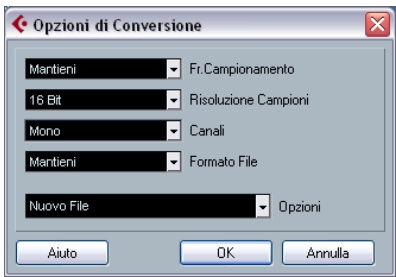 Opzioni di Conversione
Mantieni Fr.Campionamento
16 Bit Risoluzione Campioni
Mono Canali
Mantieni Formato File
Nuovo File Opzioni
Aiuto OK Annulla